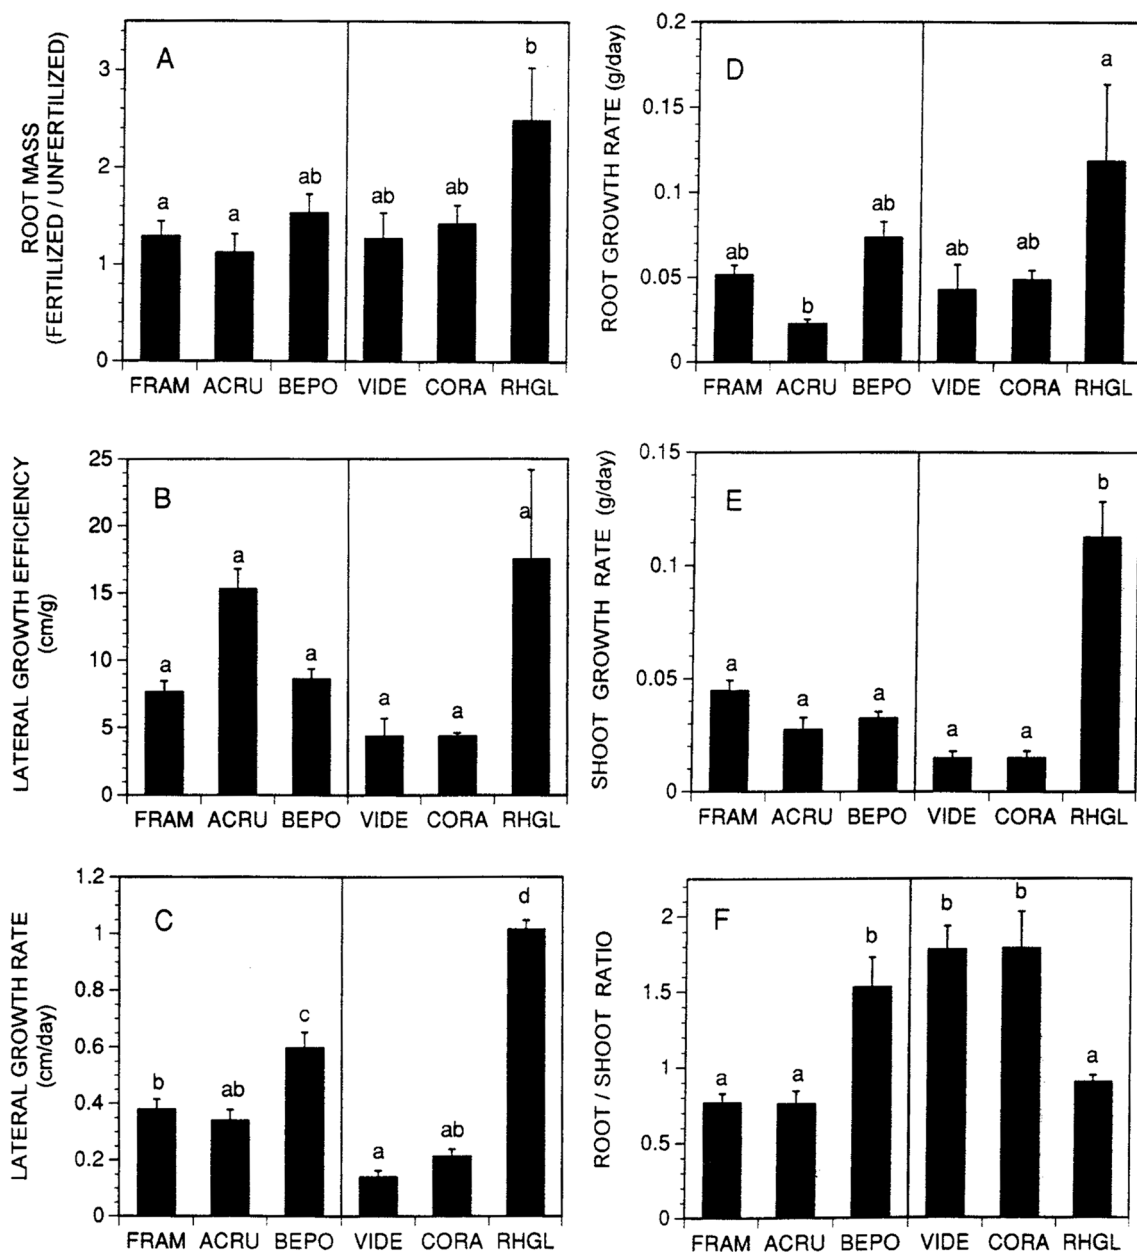 A
ROOT MASS
(FERTILIZED / UNFERTILIZED)
3
2
1
0
a
a
ab
ab
ab
b
FRAM ACRU BEPO VIDE CORA RHGL
D
ROOT GROWTH RATE (g/day)
0.2
0.15
0.1
0.05
0
ab
b
ab
ab
ab
a
FRAM ACRU BEPO VIDE CORA RHGL
B
LATERAL GROWTH EFFICIENCY
(cm/g)
25
20
15
10
5
0
a
a
a
a
a
a
FRAM ACRU BEPO VIDE CORA RHGL
E
SHOOT GROWTH RATE (g/day)
0.15
0.1
0.05
0
a
a
a
a
a
b
FRAM ACRU BEPO VIDE CORA RHGL
C
LATERAL GROWTH RATE
(cm/day)
1.2
1
0.8
0.6
0.4
0.2
0
b
ab
c
a
ab
d
FRAM ACRU BEPO VIDE CORA RHGL
F
ROOT / SHOOT RATIO
2
1.5
1
0.5
0
a
a
b
b
b
a
FRAM ACRU BEPO VIDE CORA RHGL